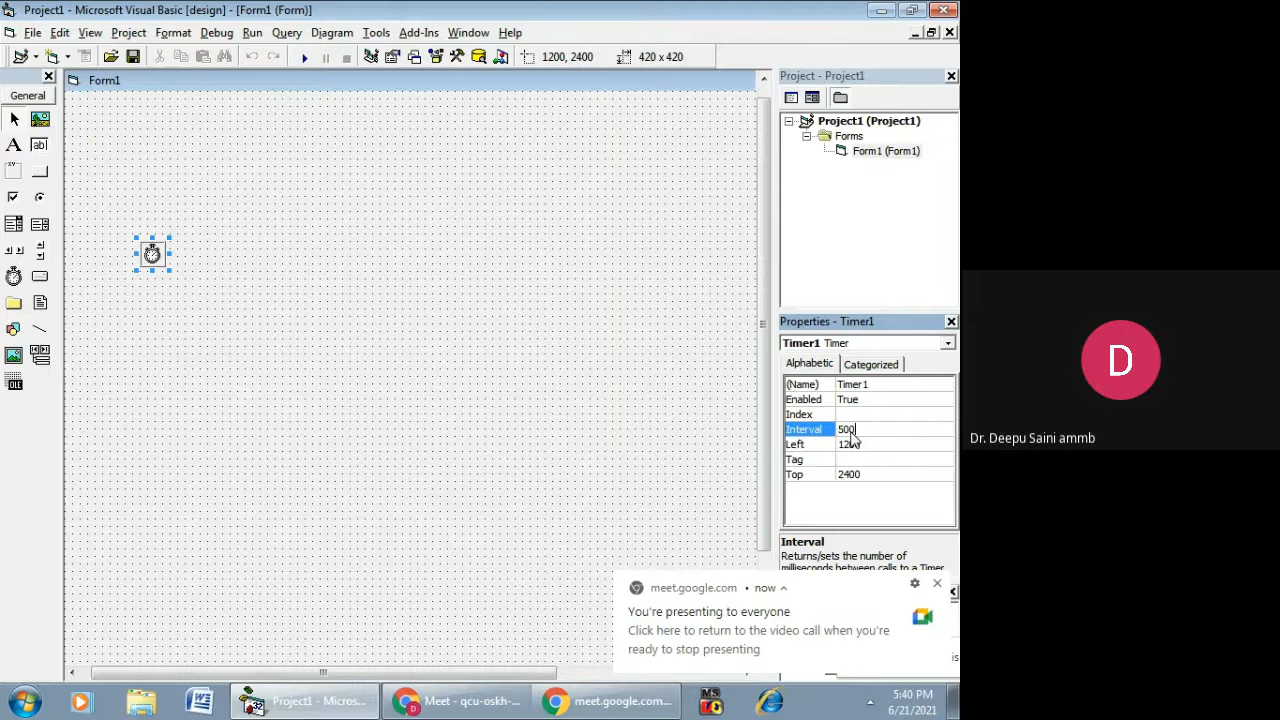 Project1 - Microsoft Visual Basic [design] - [Form1 (Form)]
File Edit View Project Format Debug Run Query Diagram Tools Add-Ins Window Help
1200, 2400 420 x 420
Form1
General
A ab|
OLE
Project - Project1
Project1 (Project1)
Forms
Form1 (Form1)
Properties - Timer1
Timer1 Timer
Alphabetic Categorized
(Name) Timer1
Enabled True
Index
Interval 500
Left 1200
Tag
Top 2400
Interval
Returns/sets the number of
milliseconds between calls to a Timer
meet.google.com • now
You're presenting to everyone
Click here to return to the video call when you're
ready to stop presenting
is
D
Dr. Deepu Saini ammb
Project1 - Micros...
Meet - qcu-oskh-...
meet.google.com...
MS
5:40 PM
6/21/2021